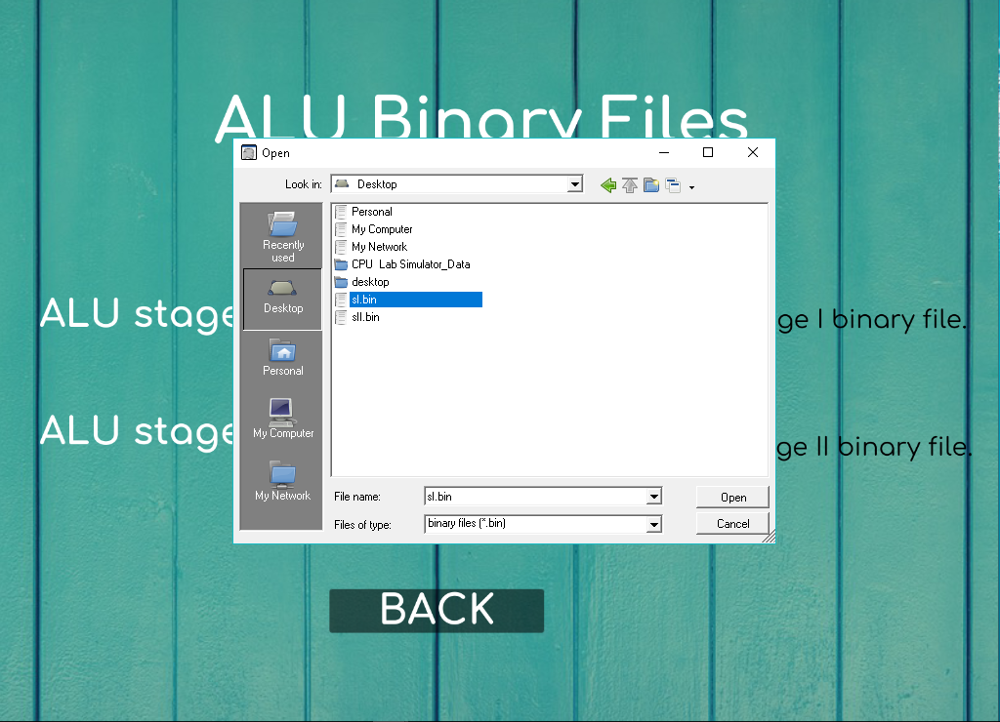 ALU Binary Files
Open
Look in:
Desktop
Recently
used
Desktop
Personal
My Computer
My Network
Personal
My Computer
My Network
CPU Lab Simulator_Data
desktop
sI.bin
sII.bin
ALU stage
ge I binary file.
ALU stage
ge II binary file.
File name:
sI.bin
Open
Files of type:
binary files (*.bin)
Cancel
BACK